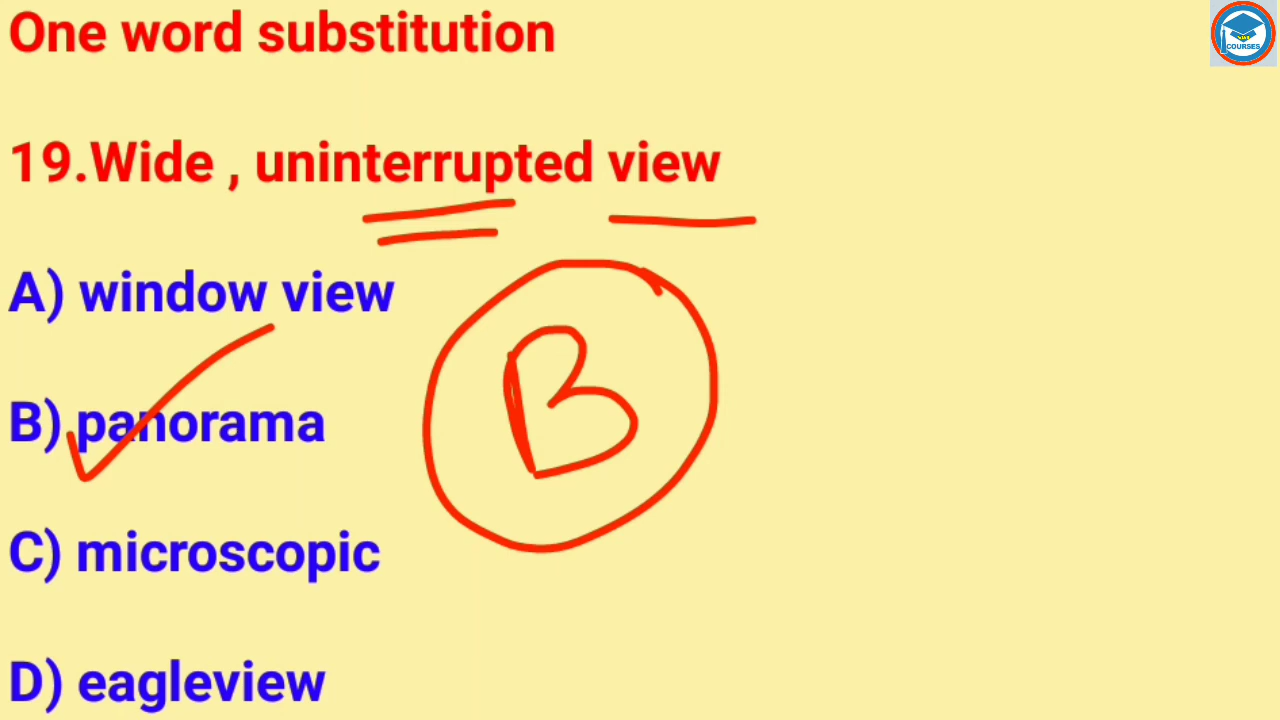 One word substitution
COURSES
19.Wide , uninterrupted view
A) window view
B) panorama
B
C) microscopic
D) eagleview